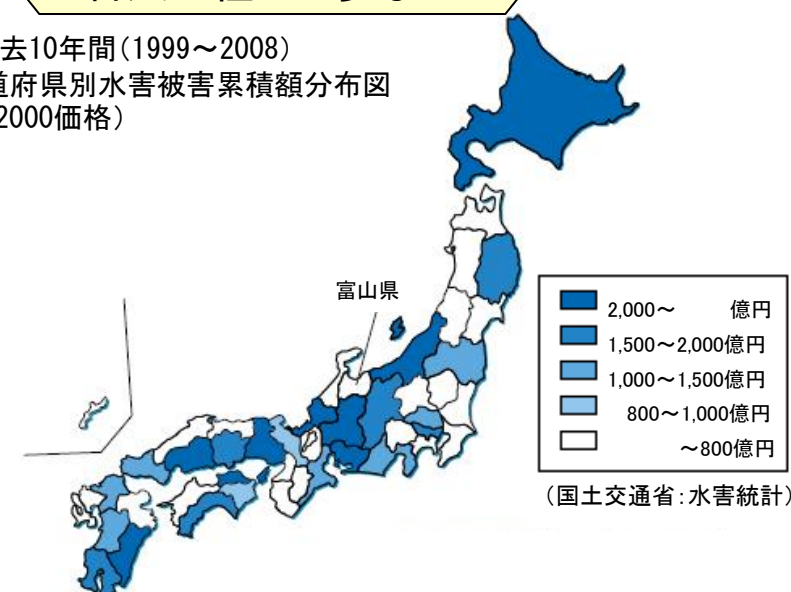 去10年間(1999～2008)
道府県別水害被害累積額分布図
2000価格)
富山県
2,000～　　億円
1,500～2,000億円
1,000～1,500億円
800～1,000億円
～800億円
(国土交通省:水害統計)